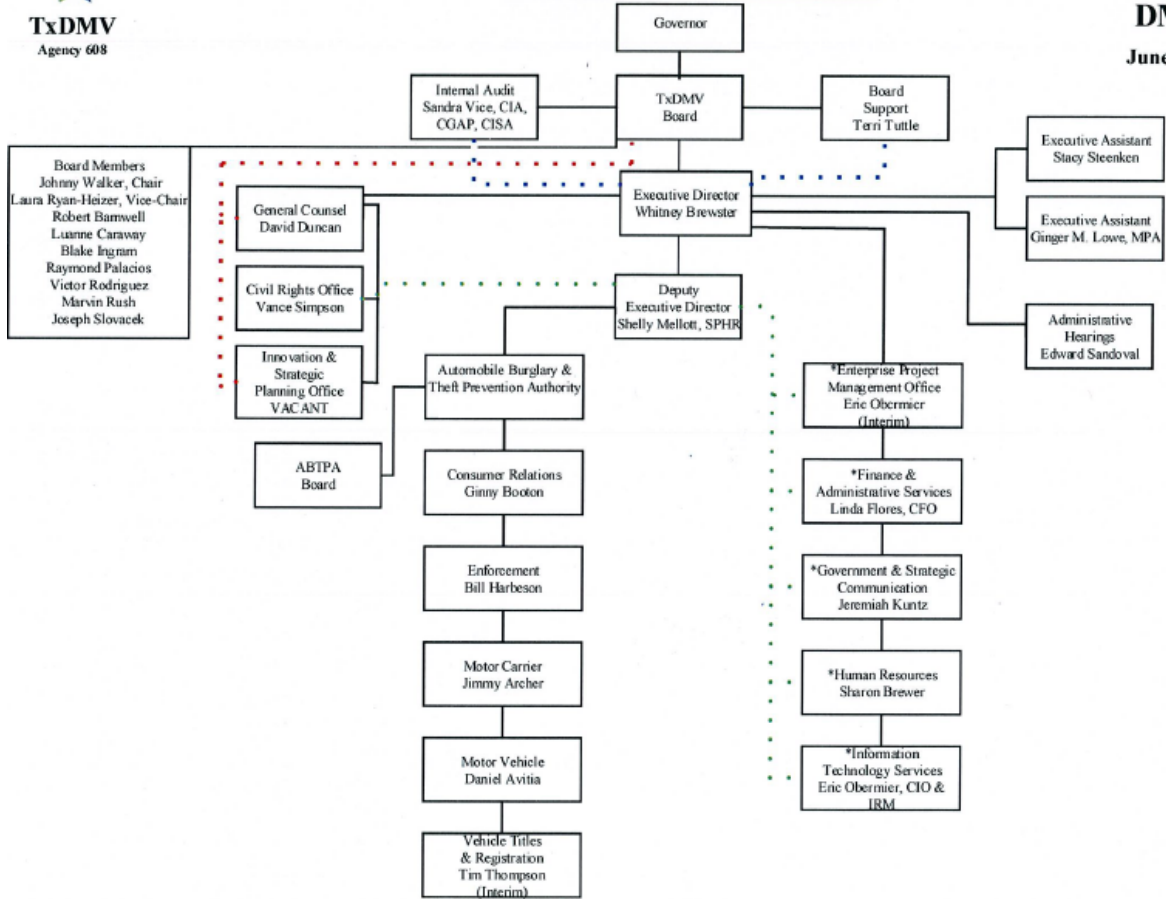 TxDMV
Agency 608
Governor
Internal Audit
Sandra Vice, CIA,
CGAP, CISA
TxDMV
Board
Board
Support
Terri Tuttle
Executive Assistant
Stacy Steenken
Board Members
Johnny Walker, Chair
Laura Ryan-Heizer, Vice-Chair
Robert Barnwell
Luanne Caraway
Blake Ingram
Raymond Palacios
Victor Rodriguez
Marvin Rush
Joseph Slovacek
General Counsel
David Duncan
Executive Director
Whitney Brewster
Executive Assistant
Ginger M. Lowe, MPA
Civil Rights Office
Vance Simpson
Deputy
Executive Director
Shelly Mellott, SPHR
Administrative
Hearings
Edward Sandoval
Innovation &
Strategic
Planning Office
VACANT
Automobile Burglary &
Theft Prevention Authority
*Enterprise Project
Management Office
Eric Obermier
(Interim)
ABTPA
Board
Consumer Relations
Ginny Booton
*Finance &
Administrative Services
Linda Flores, CFO
Enforcement
Bill Harbeson
*Government & Strategic
Communication
Jeremiah Kuntz
Motor Carrier
Jimmy Archer
*Human Resources
Sharon Brewer
Motor Vehicle
Daniel Avitia
*Information
Technology Services
Eric Obermier, CIO &
IRM
Vehicle Titles
& Registration
Tim Thompson
(Interim)
June